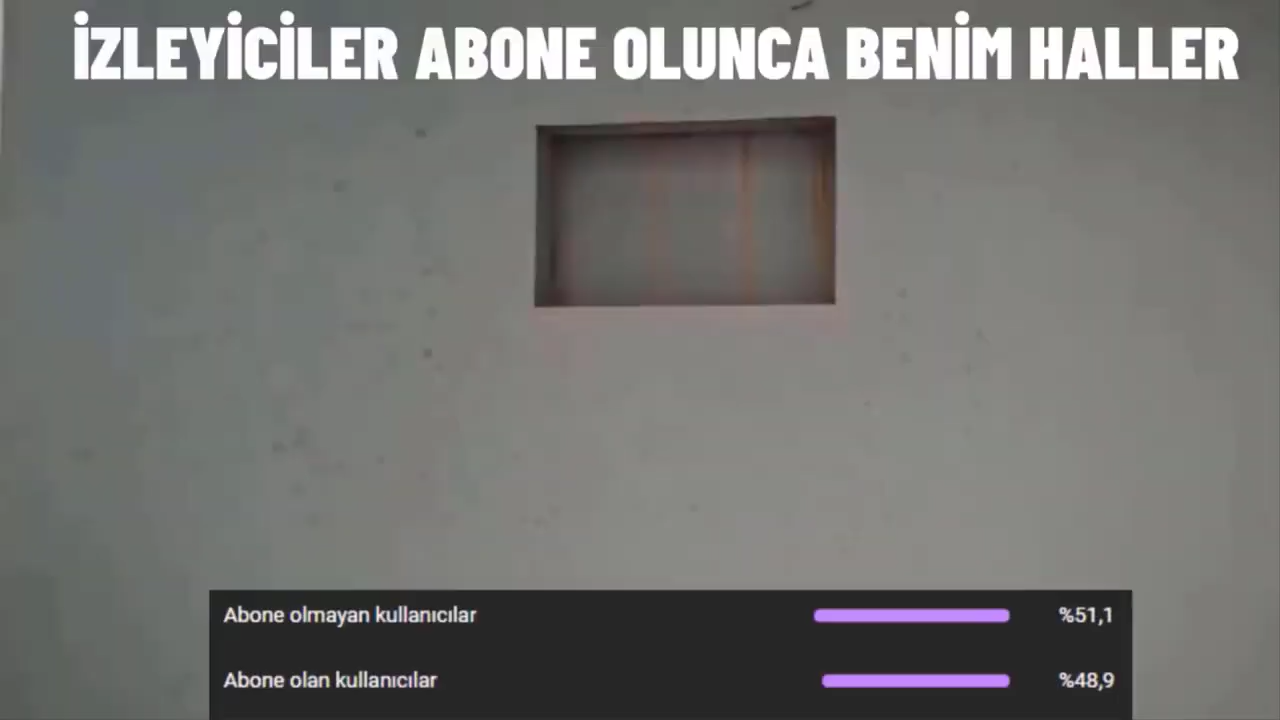 İZLEYİCİLER ABONE OLUNCA BENİM HALLER
Abone olmayan kullanıcılar %51,1
Abone olan kullanıcılar %48,9